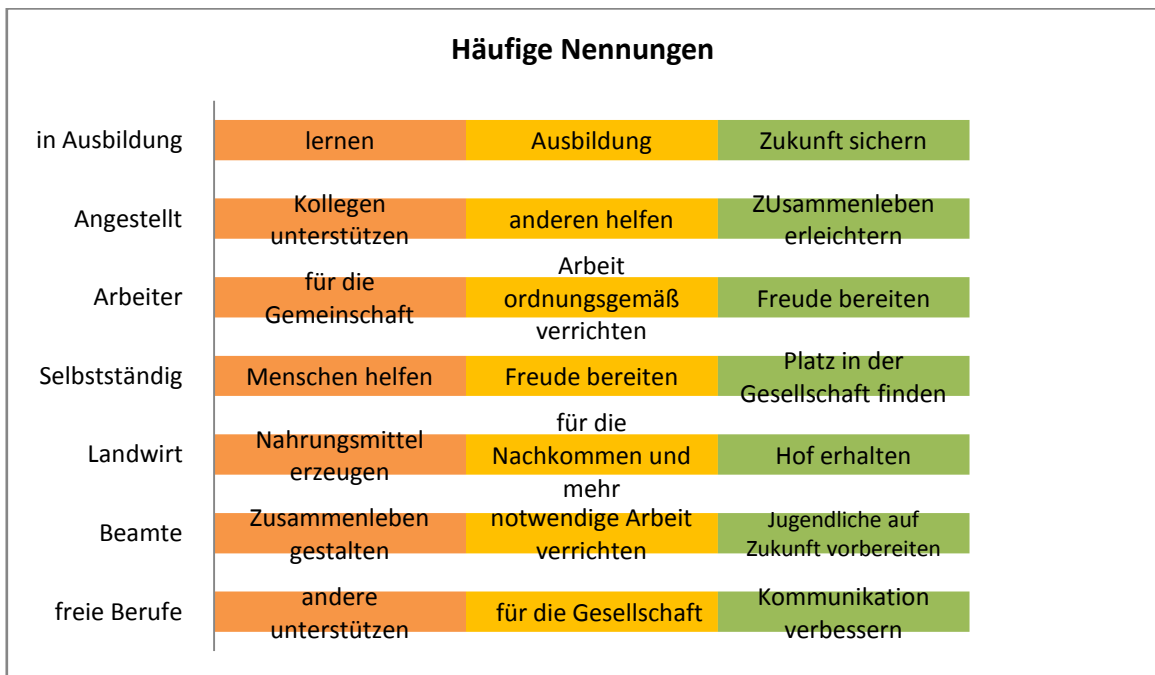 Häufige Nennungen
in Ausbildung
lernen
Ausbildung
Zukunft sichern
Angestellt
Kollegen
unterstützen
anderen helfen
ZUsammenleben
erleichtern
Arbeiter
für die
Gemeinschaft
Arbeit
ordnungsgemäß
verrichten
Freude bereiten
Selbstständig
Menschen helfen
Freude bereiten
Platz in der
Gesellschaft finden
Landwirt
Nahrungsmittel
erzeugen
für die
Nachkommen und
mehr
Hof erhalten
Beamte
Zusammenleben
gestalten
notwendige Arbeit
verrichten
Jugendliche auf
Zukunft vorbereiten
freie Berufe
andere
unterstützen
für die Gesellschaft
Kommunikation
verbessern